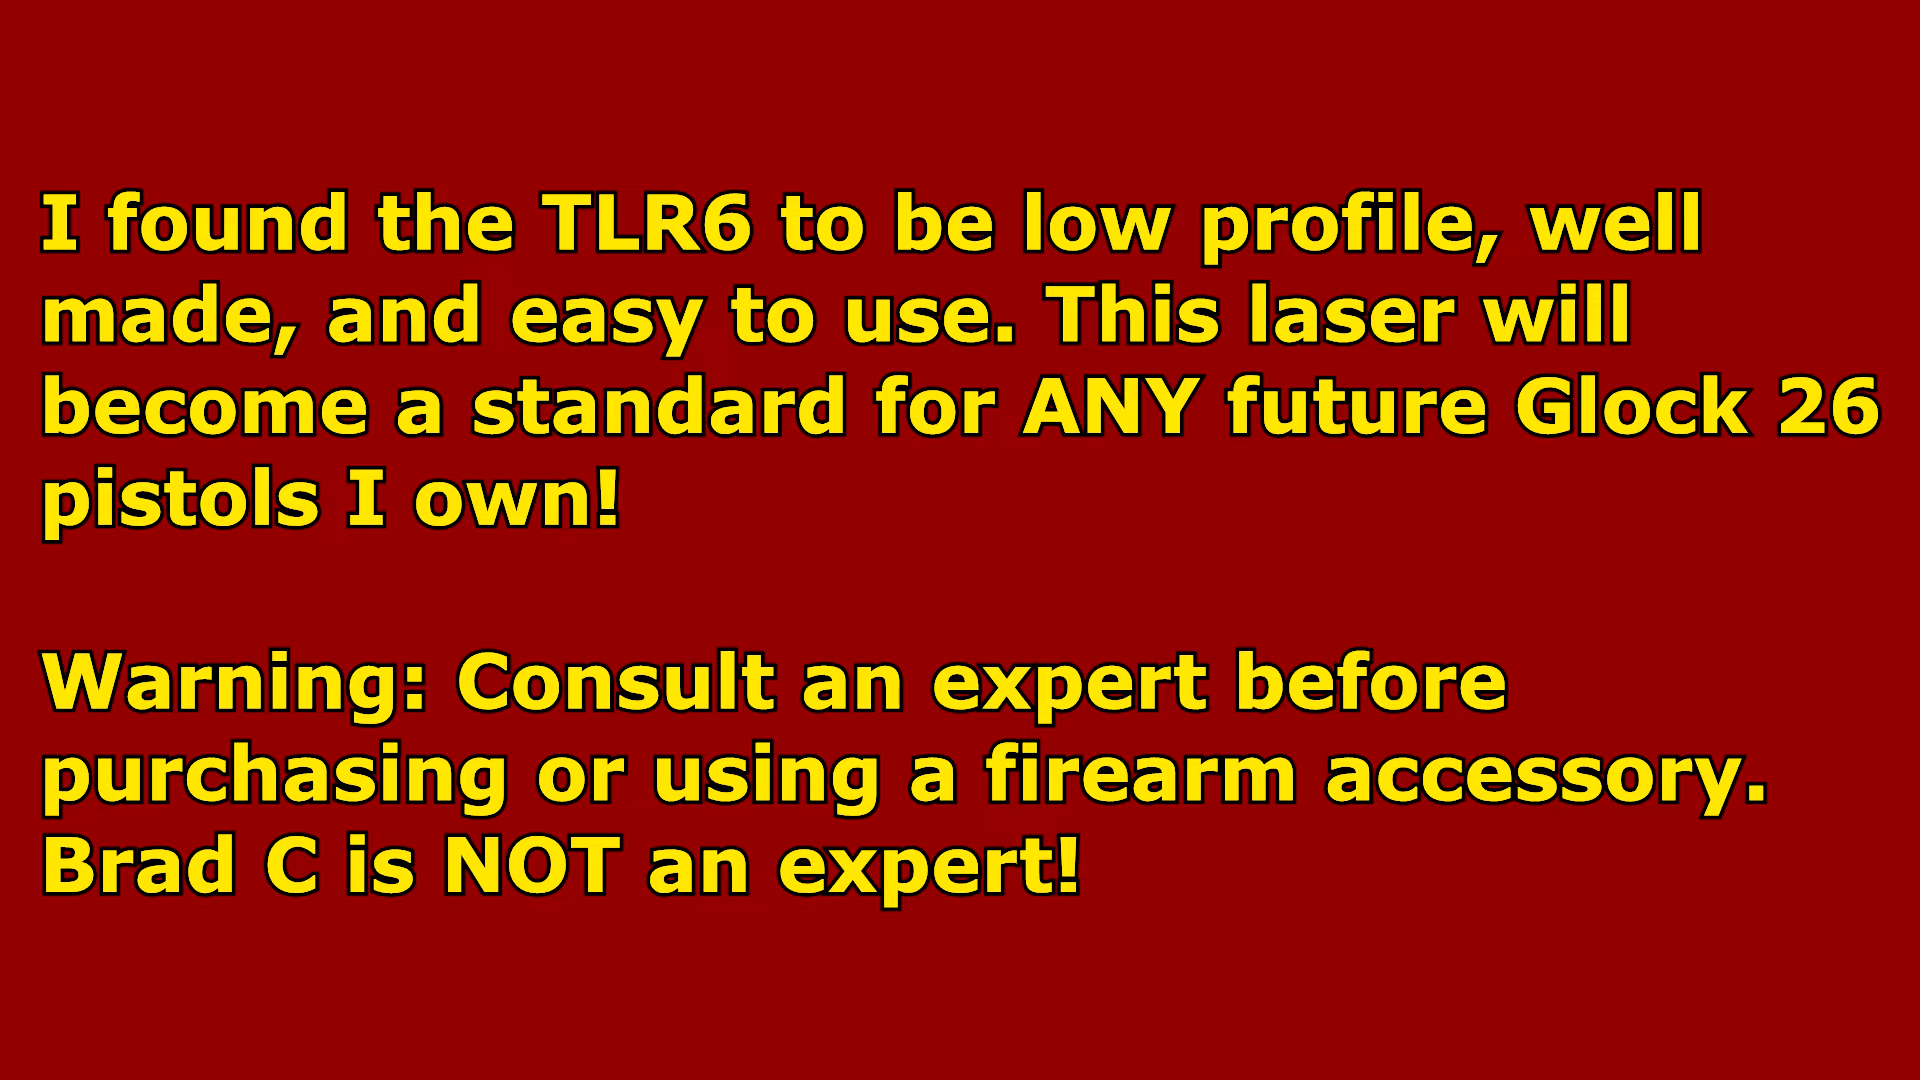 I found the TLR6 to be low profile, well
made, and easy to use. This laser will
become a standard for ANY future Glock 26
pistols I own!
Warning: Consult an expert before
purchasing or using a firearm accessory.
Brad C is NOT an expert!